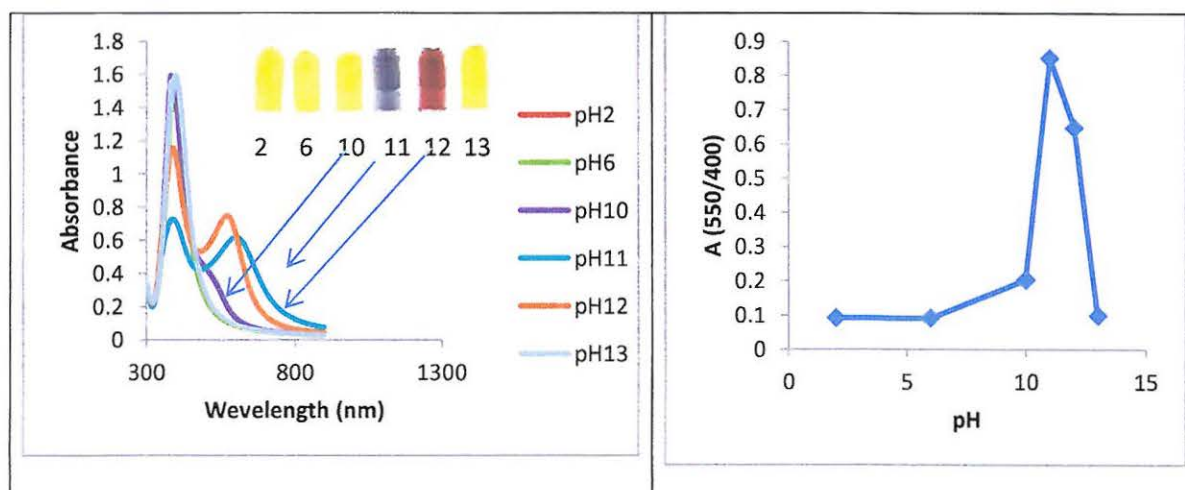 1.8
1.6
1.4
1.2
1
0.8
0.6
0.4
0.2
0
Absorbance
2 6 10 11 12 13
300 800 1300
Wevelength (nm)
pH2
pH6
pH10
pH11
pH12
pH13
0.9
0.8
0.7
0.6
0.5
0.4
0.3
0.2
0.1
0
A (550/400)
0 5 10 15
pH